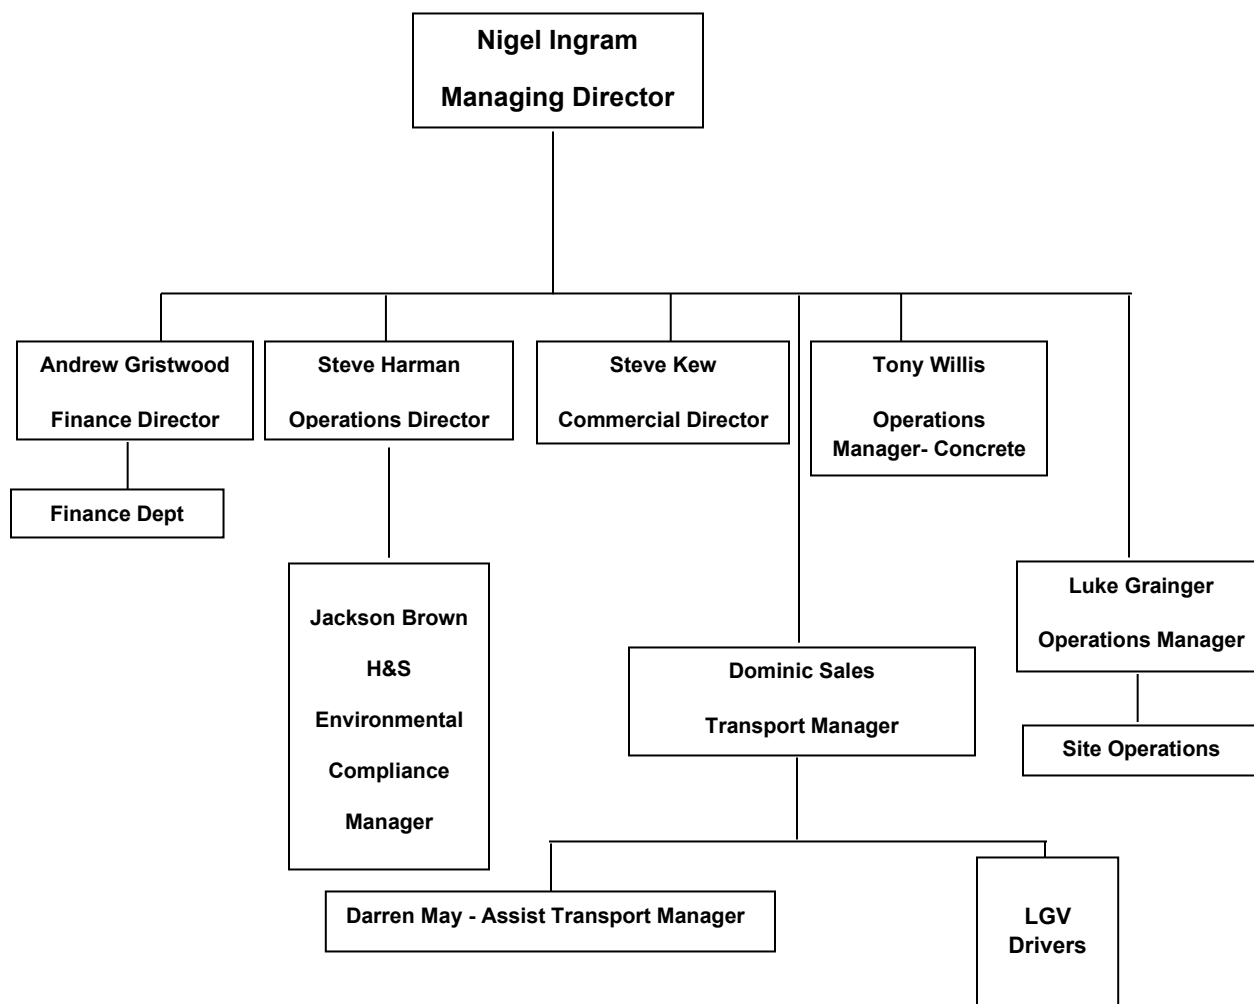 Nigel Ingram
Managing Director
Andrew Gristwood
Finance Director
Steve Harman
Operations Director
Steve Kew
Commercial Director
Tony Willis
Operations
Manager- Concrete
Finance Dept
Jackson Brown
H&S
Environmental
Compliance
Manager
Dominic Sales
Transport Manager
Luke Grainger
Operations Manager
Site Operations
Darren May - Assist Transport Manager
LGV
Drivers